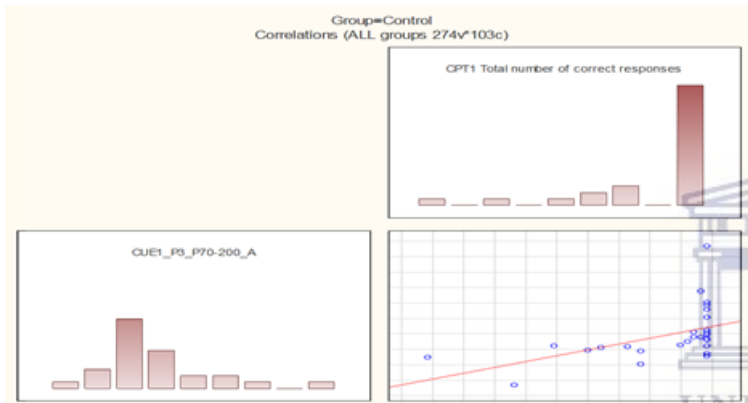 Group=Control
Correlations (ALL groups 274v*103c)
CPT1 Total number of correct responses
CUE1_P3_P70-200_A